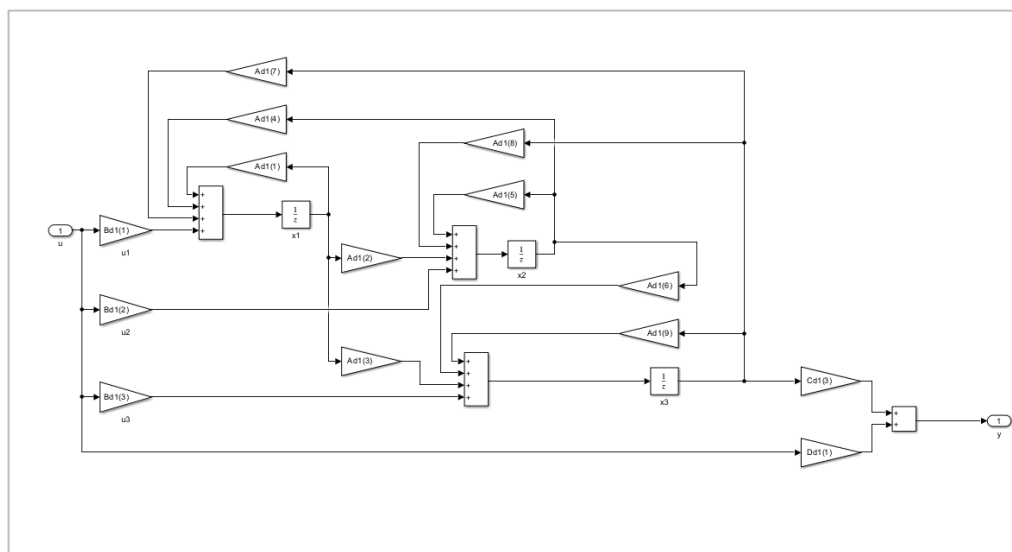 Ad1(7)
Ad1(4)
Ad1(8)
Ad1(1)
Ad1(5)
+
+
+
+
1
z
x1
1
u
Bd1(1)
u1
+
+
+
+
Ad1(2)
1
z
x2
Ad1(6)
Bd1(2)
u2
Ad1(9)
Ad1(3)
+
+
+
+
1
z
x3
Cd1(3)
Bd1(3)
u3
+
+
1
y
Dd1(1)